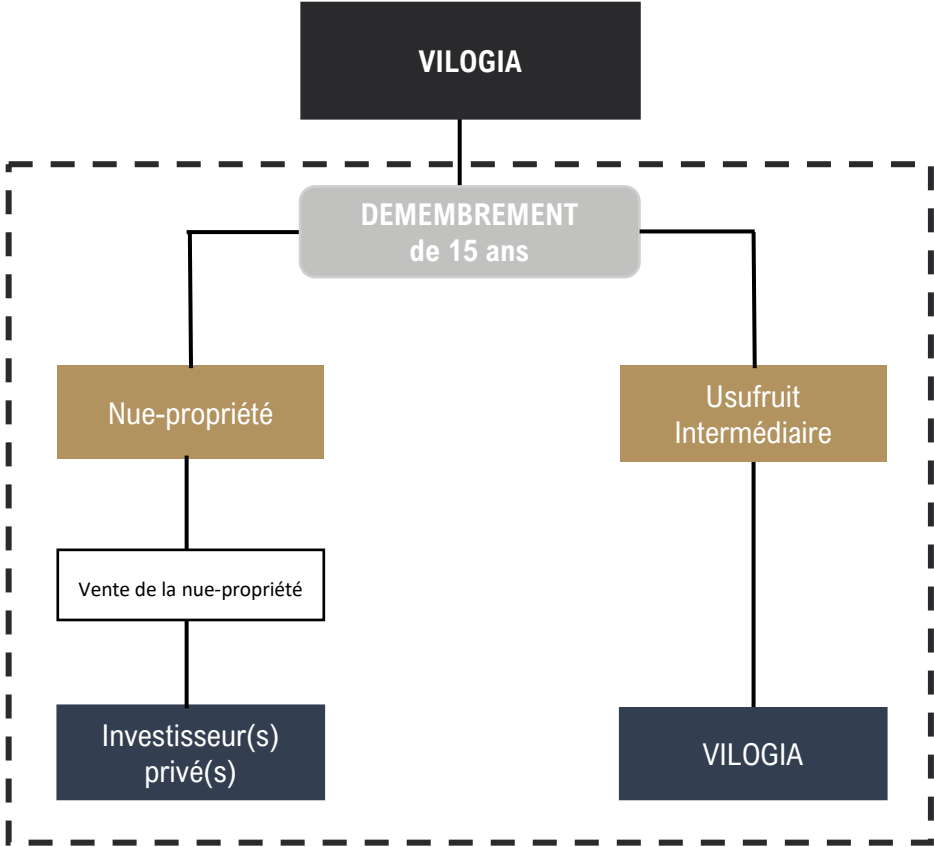 VILOGIA
DEMEMBREMENT
de 15 ans
Nue-propriété
Usufruit
Intermédiaire
Vente de la nue-propriété
Investisseur(s)
privé(s)
VILOGIA